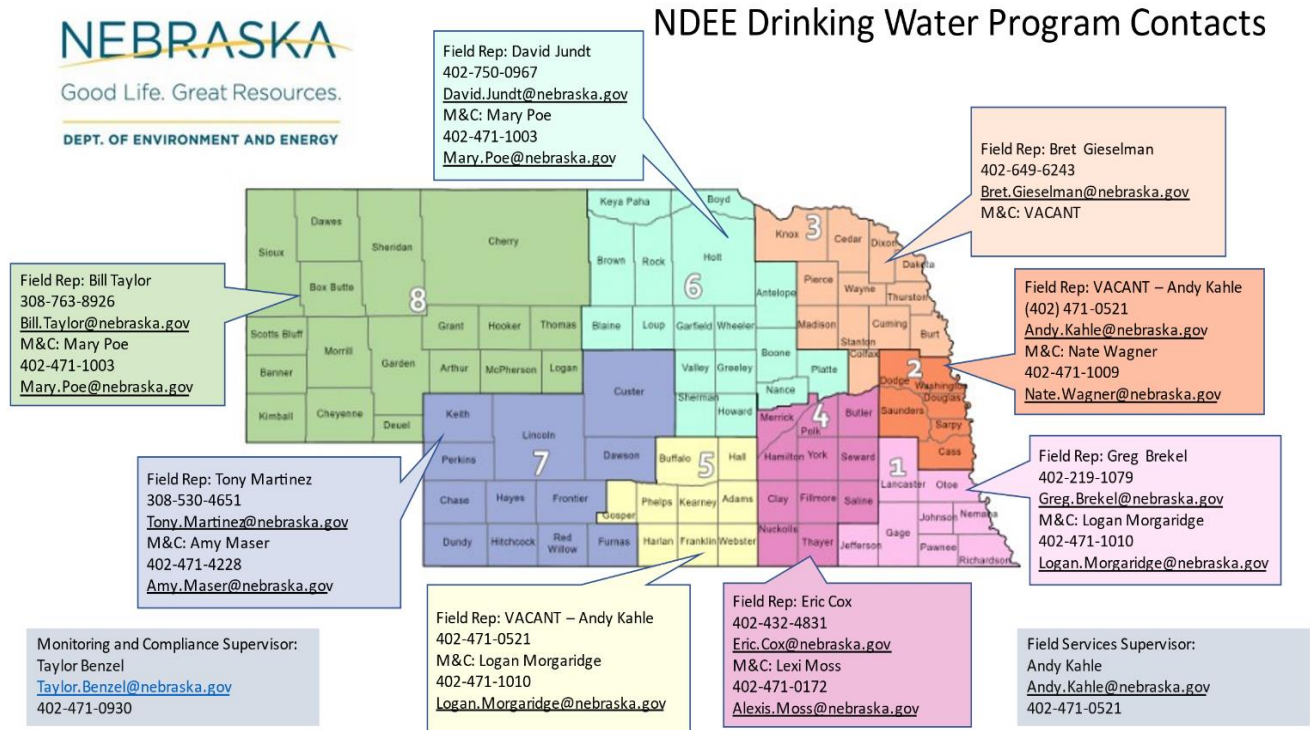 NEBRASKA
Good Life. Great Resources.
DEPT. OF ENVIRONMENT AND ENERGY
NDEE Drinking Water Program Contacts
Field Rep: David Jundt
402-750-0967
David.Jundt@nebraska.gov
M&C: Mary Poe
402-471-1003
Mary.Poe@nebraska.gov
Field Rep: Bret Gieselman
402-649-6243
Bret.Gieselman@nebraska.gov
M&C: VACANT
Field Rep: Bill Taylor
308-763-8926
Bill.Taylor@nebraska.gov
M&C: Mary Poe
402-471-1003
Mary.Poe@nebraska.gov
Field Rep: VACANT – Andy Kahle
(402) 471-0521
Andy.Kahle@nebraska.gov
M&C: Nate Wagner
402-471-1009
Nate.Wagner@nebraska.gov
Field Rep: Tony Martinez
308-530-4651
Tony.Martinez@nebraska.gov
M&C: Amy Maser
402-471-4228
Amy.Maser@nebraska.gov
Field Rep: Greg Brekel
402-219-1079
Greg.Brekel@nebraska.gov
M&C: Logan Morgaridge
402-471-1010
Logan.Morgaridge@nebraska.gov
Field Rep: VACANT – Andy Kahle
402-471-0521
M&C: Logan Morgaridge
402-471-1010
Logan.Morgaridge@nebraska.gov
Field Rep: Eric Cox
402-432-4831
Eric.Cox@nebraska.gov
M&C: Lexi Moss
402-471-0172
Alexis.Moss@nebraska.gov
Monitoring and Compliance Supervisor:
Taylor Benzel
Taylor.Benzel@nebraska.gov
402-471-0930
Field Services Supervisor:
Andy Kahle
Andy.Kahle@nebraska.gov
402-471-0521
8
Sioux
Dawes
Sheridan
Cherry
Box Butte
Scotts Bluff
Morrill
Garden
Grant
Hooker
Thomas
Banner
Arthur
McPherson
Logan
Kimball
Cheyenne
Deuel
6
Keya Paha
Boyd
Brown
Rock
Holt
Antelope
Blaine
Loup
Garfield
Wheeler
Boone
Valley
Greeley
Platte
Nance
Sherman
Howard
3
Knox
Cedar
Dixon
Dakota
Pierce
Wayne
Thurston
Madison
Stanton
Cuming
Burt
Colfax
2
Dodge
Washington
Douglas
Saunders
Sarpy
Cass
7
Custer
Keith
Lincoln
Perkins
Dawson
Chase
Hayes
Frontier
Dundy
Hitchcock
Red
Willow
Furnas
5
Buffalo
Hall
Gosper
Phelps
Kearney
Adams
Harlan
Franklin
Webster
4
Merrick
Polk
Butler
Hamilton
York
Seward
Clay
Fillmore
Saline
Nuckolls
Thayer
1
Lancaster
Otoe
Johnson
Nemaha
Gage
Jefferson
Pawnee
Richardson